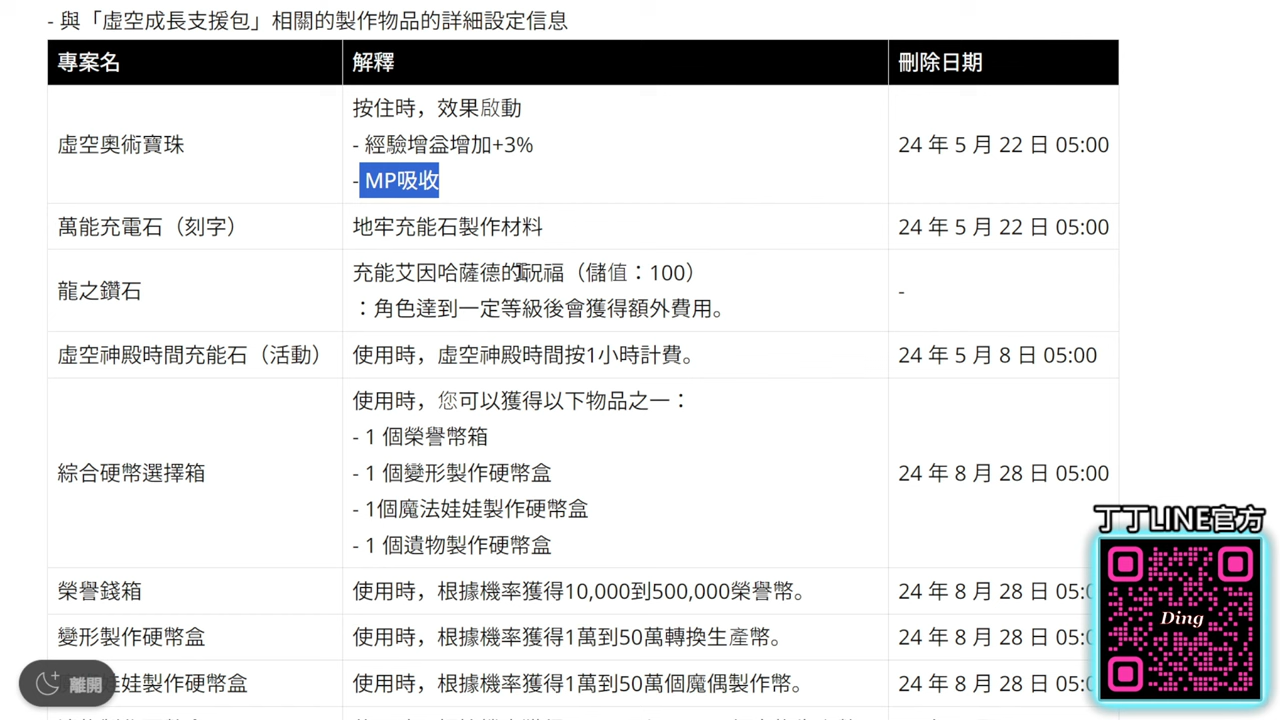 - 與「虛空成長支援包」相關的製作物品的詳細設定信息
專案名 解釋 刪除日期
按住時，效果啟動
虛空奧術寶珠 - 經驗增益增加+3% 24 年 5 月 22 日 05:00
- MP吸收
萬能充電石（刻字） 地牢充能石製作材料 24 年 5 月 22 日 05:00
充能艾因哈薩德的祝福（儲值：100）
龍之鑽石 -
：角色達到一定等級後會獲得額外費用。
虛空神殿時間充能石（活動） 使用時，虛空神殿時間按1小時計費。 24 年 5 月 8 日 05:00
使用時，您可以獲得以下物品之一：
- 1 個榮譽幣箱
綜合硬幣選擇箱 - 1 個變形製作硬幣盒 24 年 8 月 28 日 05:00
- 1個魔法娃娃製作硬幣盒
- 1 個遺物製作硬幣盒
丁丁LINE官方
榮譽錢箱 使用時，根據機率獲得10,000到500,000榮譽幣。 24 年 8 月 28 日 05:0
Ding
變形製作硬幣盒 使用時，根據機率獲得1萬到50萬轉換生產幣。 24 年 8 月 28 日 05:0
離開 娃娃製作硬幣盒 使用時，根據機率獲得1萬到50萬個魔偶製作幣。 24 年 8 月 28 日 05:0